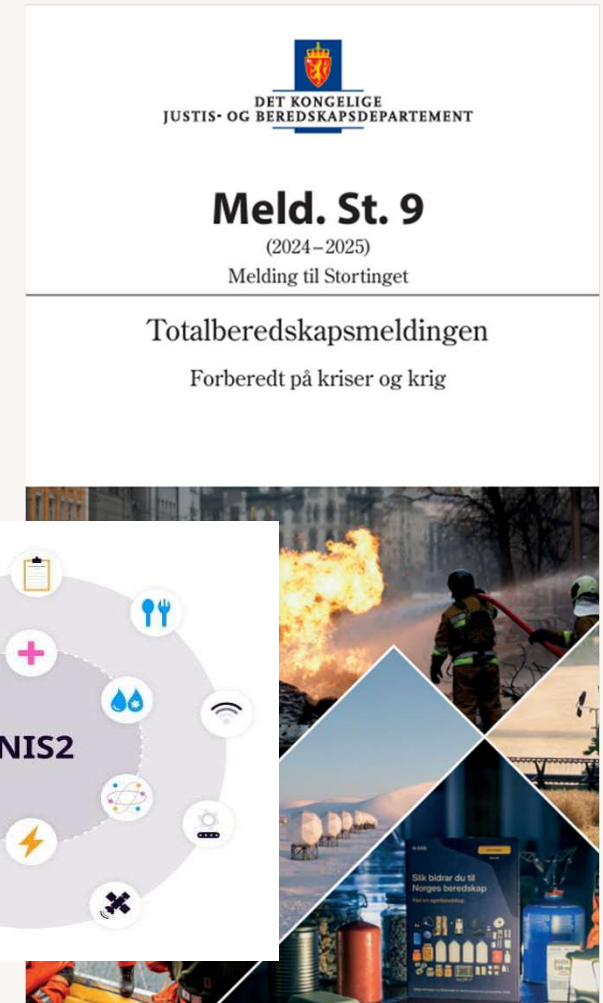 DET KONGELIGE
JUSTIS- OG BEREDSKAPSDEPARTEMENT
Meld. St. 9
(2024–2025)
Melding til Stortinget
Totalberedskapsmeldingen
Forberedt på kriser og krig
NIS2
Slik bidrar du til
Norges beredskap